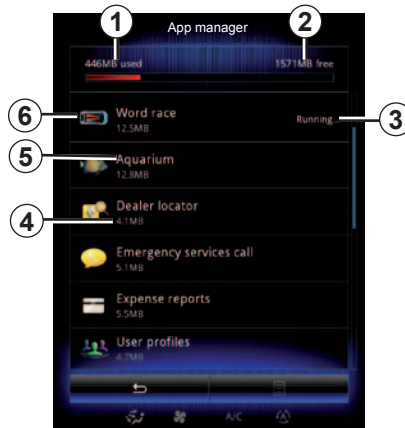 App manager
1
2
446MB used
1571MB free
6
Word race
12.5MB
Running...
3
5
Aquarium
12.8MB
Dealer locator
4
4.1MB
Emergency services call
5.1MB
Expense reports
5.5MB
User profiles
4.7MB
A/C
(A)